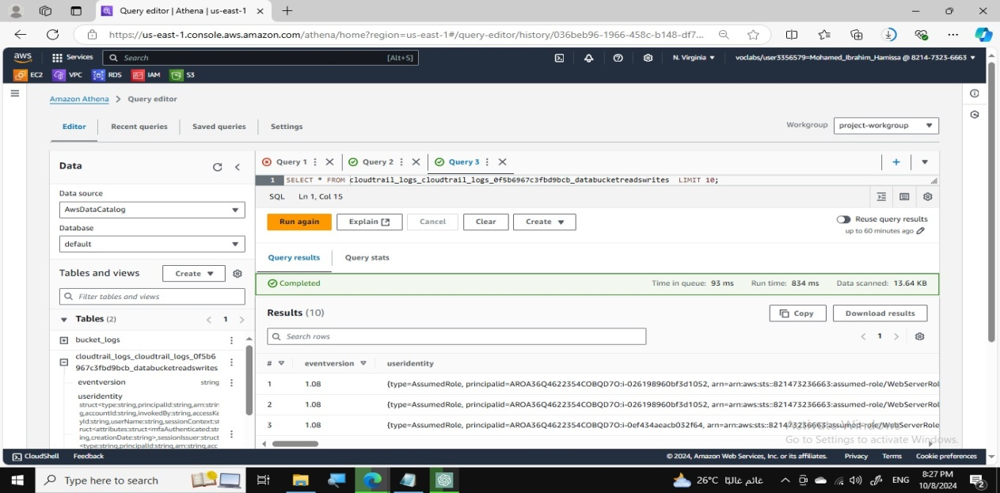 Query editor | Athena | us-east-1
https://us-east-1.console.aws.amazon.com/athena/home?region=us-east-1#/query-editor/history/036beb96-1966-458c-b148-df7...
aws Services Search [Alt+S] N. Virginia voclabs/user3356579=Mohamed_Ibrahim_Hamissa @ 8214-7323-6663
EC2 VPC RDS IAM S3
Amazon Athena > Query editor
Editor Recent queries Saved queries Settings Workgroup project-workgroup
Data
Data source
AwsDataCatalog
Database
default
Tables and views Create
Filter tables and views
Tables (2) < 1 >
bucket_logs
cloudtrail_logs_cloudtrail_logs_0f5b6
967c3fbd9bcb_databucketreadswrites
eventversion string
useridentity
struct<type:string,principalId:string,arn:strin
g,accountId:string,invokedBy:string,accessKe
yId:string,userName:string,sessionContext:st
ruct<attributes:struct<mfaAuthenticated:str
ing,creationDate:string>,sessionIssuer:struct
<type:string,principalId:string,arn:string,acc
Query 1 Query 2 Query 3
1 SELECT * FROM cloudtrail_logs_cloudtrail_logs_0f5b6967c3fbd9bcb_databucketreadswrites LIMIT 10;
SQL Ln 1, Col 15
Run again Explain Cancel Clear Create
Reuse query results
up to 60 minutes ago
Query results Query stats
Completed Time in queue: 93 ms Run time: 834 ms Data scanned: 13.64 KB
Results (10) Copy Download results
Search rows < 1 >
# eventversion useridentity
1 1.08 {type=AssumedRole, principalid=AROA36Q4622354COBQD7O:i-026198960bf3d1052, arn=arn:aws:sts::821473236663:assumed-role/WebServerRol
2 1.08 {type=AssumedRole, principalid=AROA36Q4622354COBQD7O:i-026198960bf3d1052, arn=arn:aws:sts::821473236663:assumed-role/WebServerRol
3 1.08 {type=AssumedRole, principalid=AROA36Q4622354COBQD7O:i-0ef434aeacb032f64, arn=arn:aws:sts::821473236663:assumed-role/WebServerRole
Activate Windows
Go to Settings to activate Windows.
CloudShell Feedback © 2024, Amazon Web Services, Inc. or its affiliates. Privacy Terms Cookie preferences
Type here to search 26°C غائم غالبًا ENG 8:27 PM
10/8/2024 2